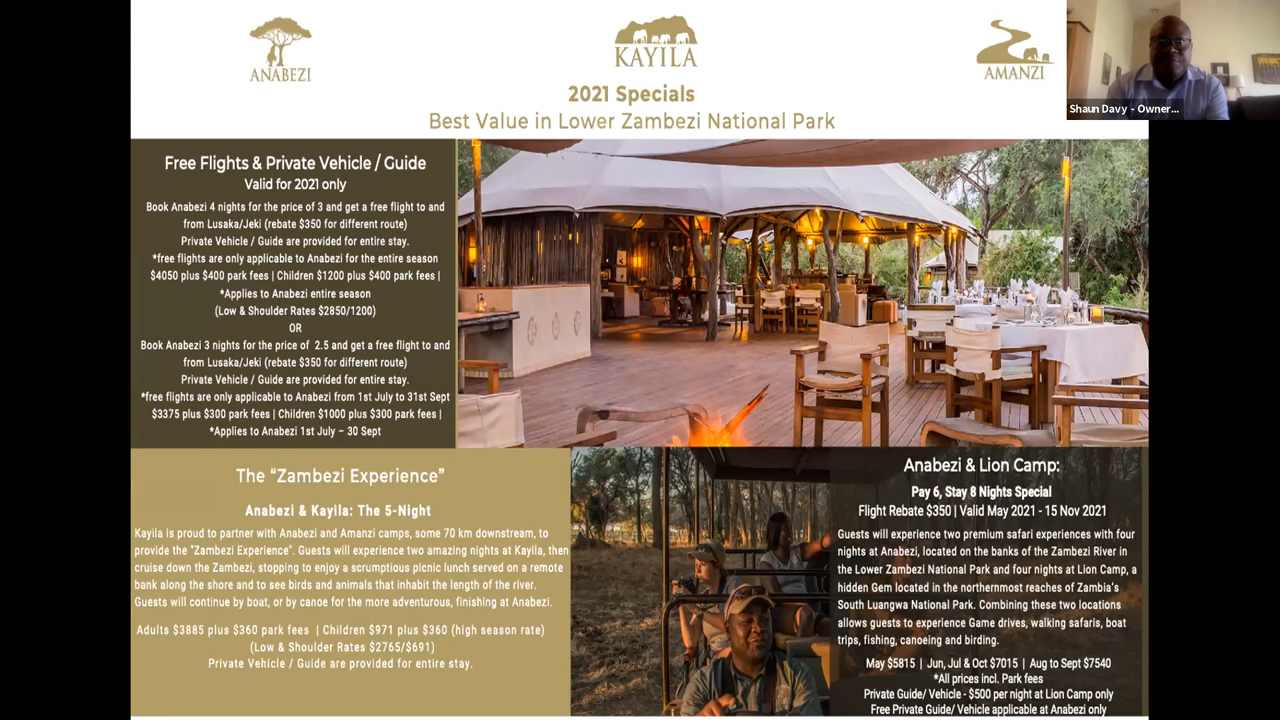 ANABEZI
KAYILA
AMANZI
Shaun Davy - Owner...
2021 Specials
Best Value in Lower Zambezi National Park
Free Flights & Private Vehicle / Guide
Valid for 2021 only
Book Anabezi 4 nights for the price of 3 and get a free flight to and
from Lusaka/Jeki (rebate $350 for different route)
Private Vehicle / Guide are provided for entire stay.
*free flights are only applicable to Anabezi for the entire season
$4050 plus $400 park fees | Children $1200 plus $400 park fees |
*Applies to Anabezi entire season
(Low & Shoulder Rates $2850/1200)
OR
Book Anabezi 3 nights for the price of 2.5 and get a free flight to and
from Lusaka/Jeki (rebate $350 for different route)
Private Vehicle / Guide are provided for entire stay.
*free flights are only applicable to Anabezi from 1st July to 31st Sept
$3375 plus $300 park fees | Children $1000 plus $300 park fees |
*Applies to Anabezi 1st July – 30 Sept
The “Zambezi Experience”
Anabezi & Kayila: The 5-Night
Kayila is proud to partner with Anabezi and Amanzi camps, some 70 km downstream, to
provide the "Zambezi Experience". Guests will experience two amazing nights at Kayila, then
cruise down the Zambezi, stopping to enjoy a scrumptious picnic lunch served on a remote
bank along the shore and to see birds and animals that inhabit the length of the river.
Guests will continue by boat, or by canoe for the more adventurous, finishing at Anabezi.
Adults $3885 plus $360 park fees | Children $971 plus $360 (high season rate)
(Low & Shoulder Rates $2765/$691)
Private Vehicle / Guide are provided for entire stay.
Anabezi & Lion Camp:
Pay 6, Stay 8 Nights Special
Flight Rebate $350 | Valid May 2021 - 15 Nov 2021
Guests will experience two premium safari experiences with four
nights at Anabezi, located on the banks of the Zambezi River in
the Lower Zambezi National Park and four nights at Lion Camp, a
hidden Gem located in the northernmost reaches of Zambia's
South Luangwa National Park. Combining these two locations
allows guests to experience Game drives, walking safaris, boat
trips, fishing, canoeing and birding.
May $5815 | Jun, Jul & Oct $7015 | Aug to Sept $7540
*All prices incl. Park fees
Private Guide/ Vehicle - $500 per night at Lion Camp only
Free Private Guide/ Vehicle applicable at Anabezi only